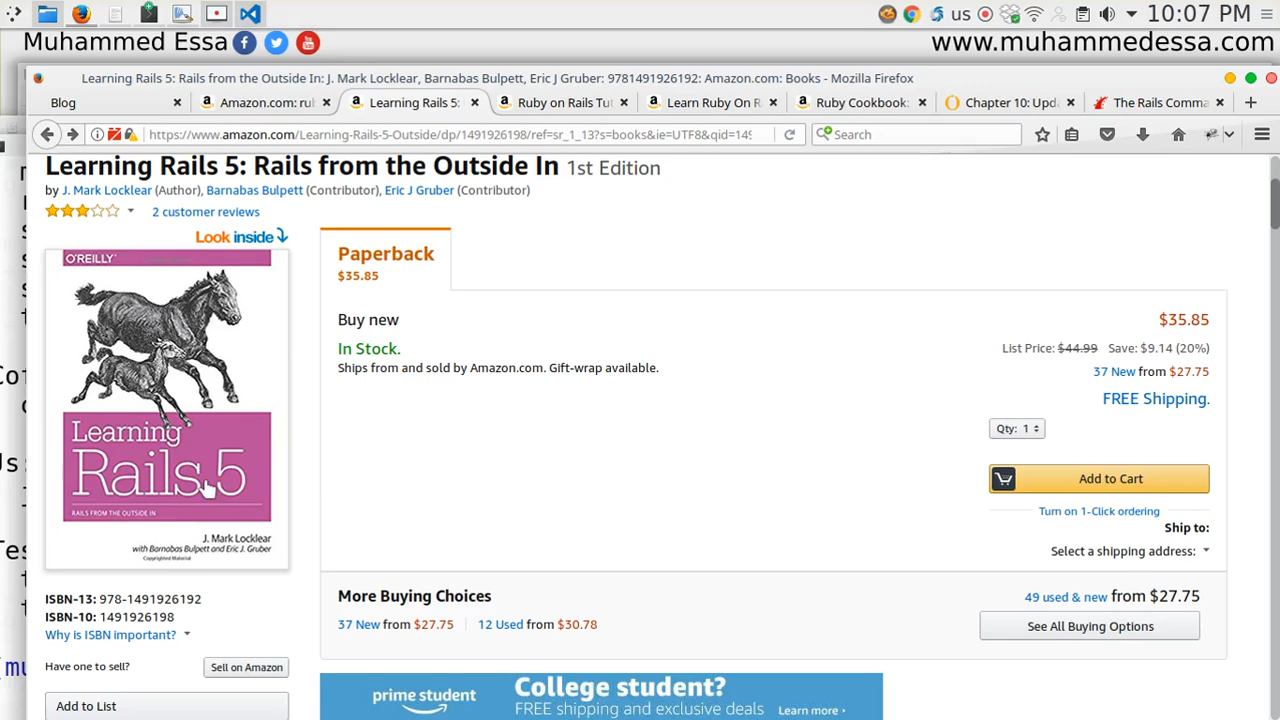 us
10:07 PM
Muhammed Essa
www.muhammedessa.com
Learning Rails 5: Rails from the Outside In: J. Mark Locklear, Barnabas Bulpett, Eric J Gruber: 9781491926192: Amazon.com: Books - Mozilla Firefox
Blog
Amazon.com: ru
Learning Rails 5:
Ruby on Rails Tut
Learn Ruby On R
Ruby Cookbook:
Chapter 10: Upd
The Rails Comma
https://www.amazon.com/Learning-Rails-5-Outside/dp/1491926198/ref=sr_1_13?s=books&ie=UTF8&qid=149
Search
Learning Rails 5: Rails from the Outside In 1st Edition
by J. Mark Locklear (Author), Barnabas Bulpett (Contributor), Eric J Gruber (Contributor)
2 customer reviews
Look inside
O'REILLY
Learning
Rails 5
RAILS FROM THE OUTSIDE IN
J. Mark Locklear
with Barnabas Bulpett and Eric J. Gruber
Copyrighted Material
ISBN-13: 978-1491926192
ISBN-10: 1491926198
Why is ISBN important?
Have one to sell? Sell on Amazon
Add to List
Paperback
$35.85
Buy new $35.85
In Stock.
List Price: $44.99 Save: $9.14 (20%)
Ships from and sold by Amazon.com. Gift-wrap available.
37 New from $27.75
FREE Shipping.
Qty: 1
Add to Cart
Turn on 1-Click ordering
Ship to:
Select a shipping address:
More Buying Choices
49 used & new from $27.75
37 New from $27.75 12 Used from $30.78
See All Buying Options
prime student
College student?
FREE shipping and exclusive deals Learn more